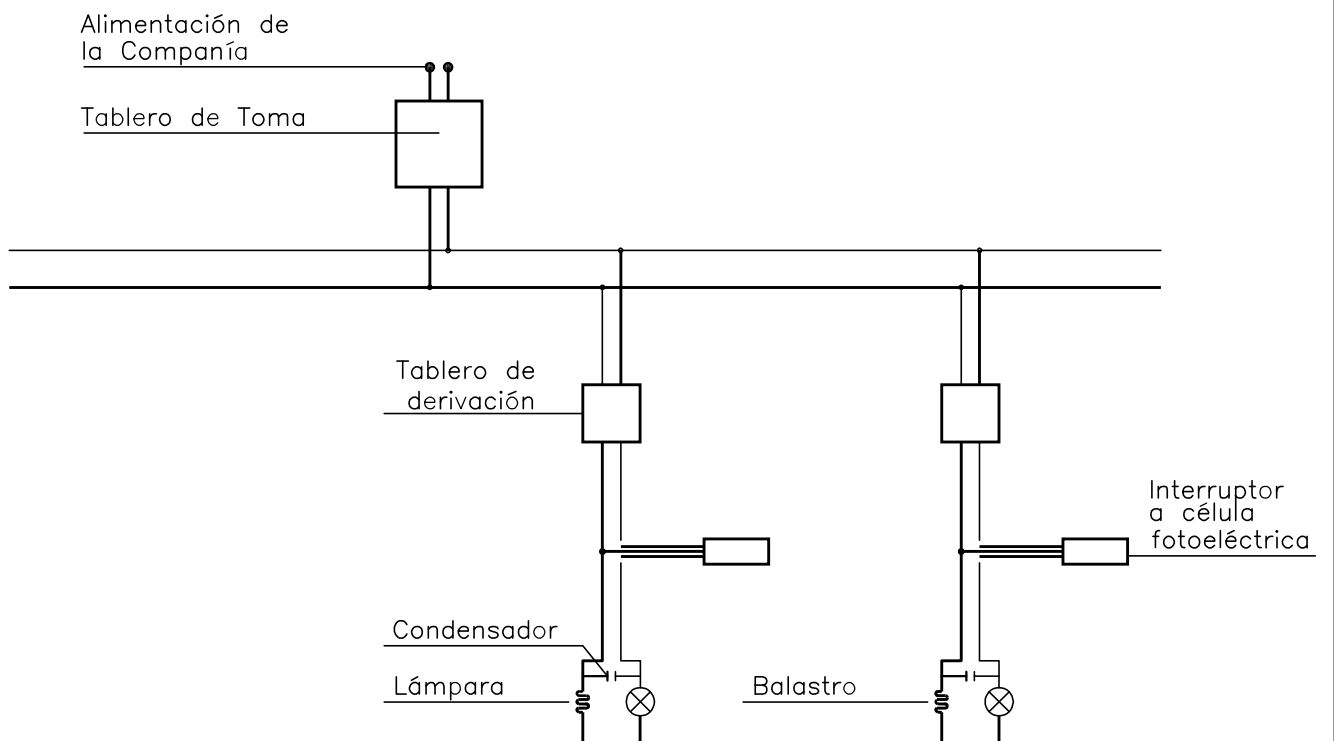 Alimentación de
la Companía
Tablero de Toma
Tablero de
derivación
Interruptor
a célula
fotoeléctrica
Condensador
Lámpara
Balastro